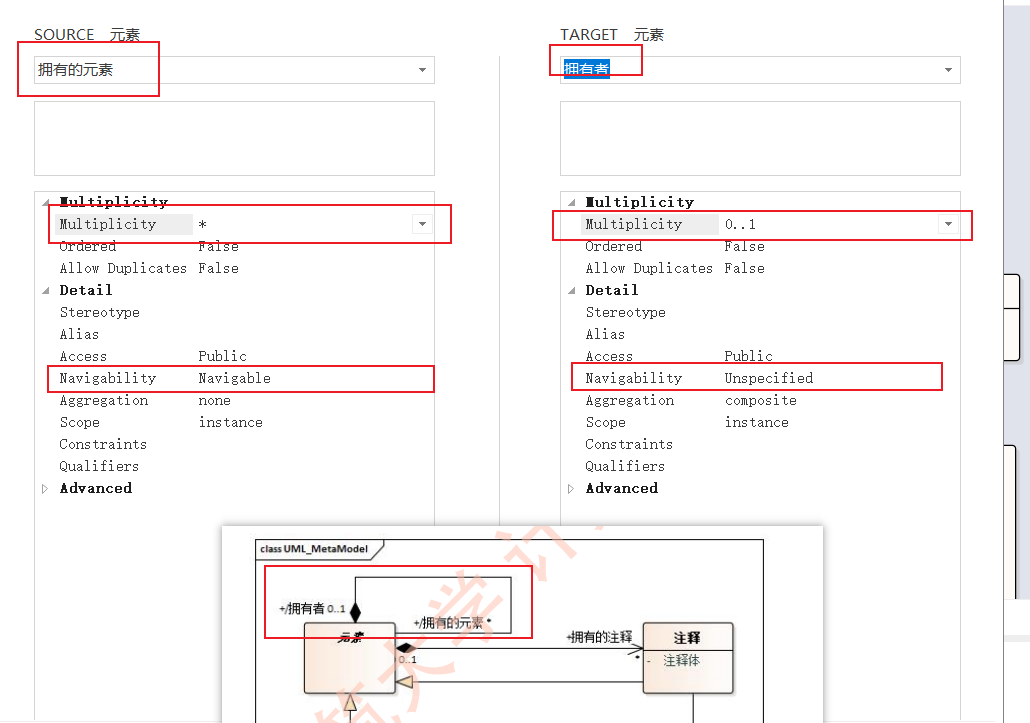 SOURCE 元素
拥有的元素
Multiplicity
Multiplicity *
Ordered False
Allow Duplicates False
Detail
Stereotype
Alias
Access Public
Navigability Navigable
Aggregation none
Scope instance
Constraints
Qualifiers
Advanced
TARGET 元素
拥有者
Multiplicity
Multiplicity 0..1
Ordered False
Allow Duplicates False
Detail
Stereotype
Alias
Access Public
Navigability Unspecified
Aggregation composite
Scope instance
Constraints
Qualifiers
Advanced
class UML_MetaModel
+/拥有者 0..1
+/拥有的元素 *
元素
0..1
+拥有的注释
*
注释
- 注释体
大学计